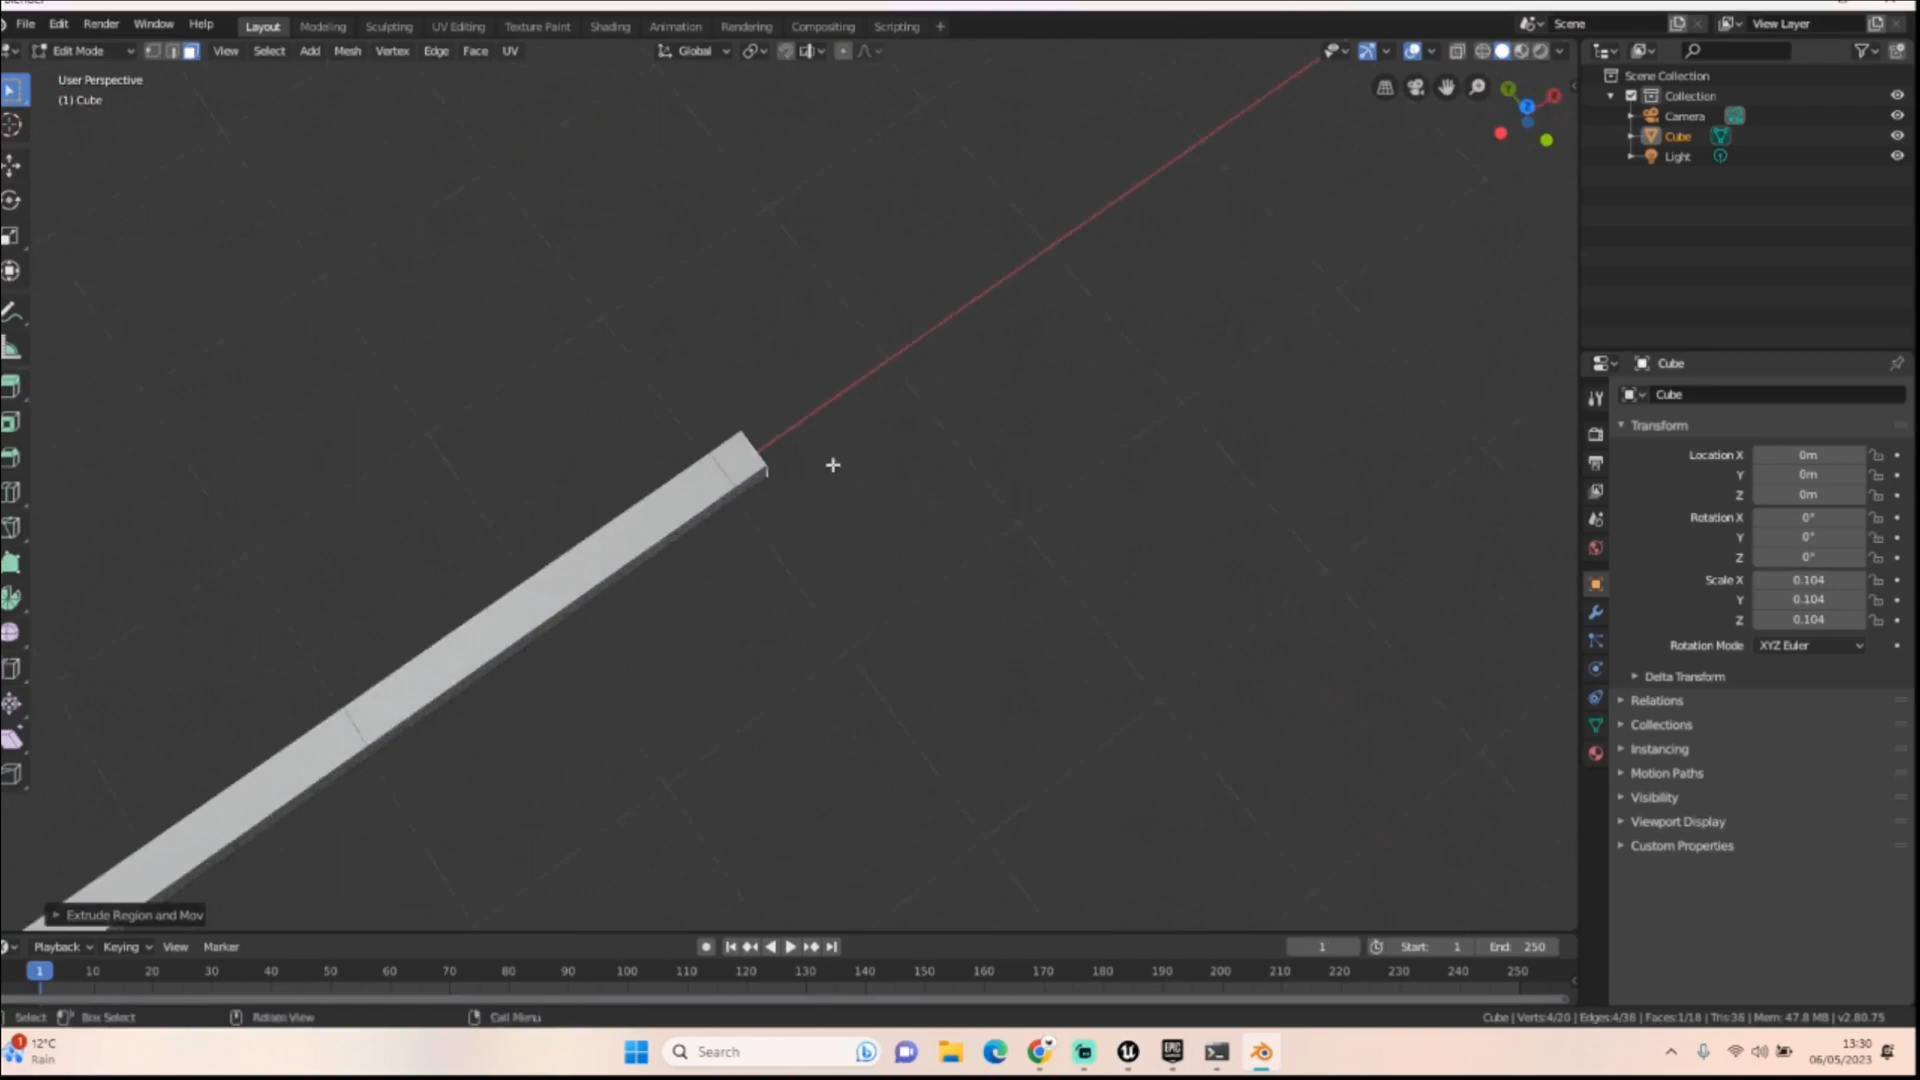 File Edit Render Window Help Layout Modeling Sculpting UV Editing Texture Paint Shading Animation Rendering Compositing Scripting + Scene View Layer
Edit Mode View Select Add Mesh Vertex Edge Face UV Global
User Perspective
(1) Cube
Scene Collection
Collection
Camera
Cube
Light
Cube
Cube
Transform
Location X 0m
Y 0m
Z 0m
Rotation X 0°
Y 0°
Z 0°
Scale X 0.104
Y 0.104
Z 0.104
Rotation Mode XYZ Euler
Delta Transform
Relations
Collections
Instancing
Motion Paths
Visibility
Viewport Display
Custom Properties
Extrude Region and Mov
Playback Keying View Marker 1 Start: 1 End: 250
1 10 20 30 40 50 60 70 80 90 100 110 120 130 140 150 160 170 180 190 200 210 220 230 240 250
Select Box Select Rotate View Call Menu Cube | Verts:4/20 | Edges:4/36 | Faces:1/18 | Tris:36 | Mem: 47.8 MB | v2.80.75
1 12°C
Rain
Search
EPIC
GAMES
13:30
06/05/2023